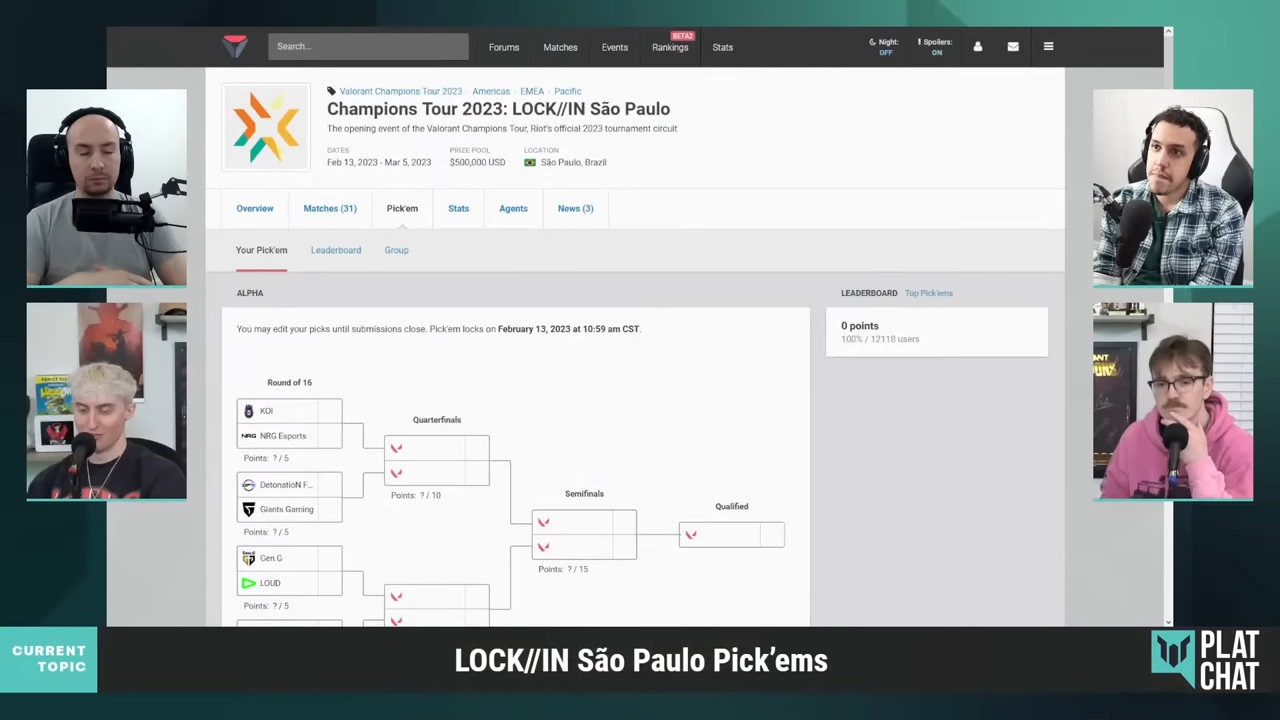 Search...
Forums
Matches
Events
BETA2
Rankings
Stats
Night:
OFF
Spoilers:
ON
Valorant Champions Tour 2023 · Americas · EMEA · Pacific
Champions Tour 2023: LOCK//IN São Paulo
The opening event of the Valorant Champions Tour, Riot's official 2023 tournament circuit
DATES
Feb 13, 2023 - Mar 5, 2023
PRIZE POOL
$500,000 USD
LOCATION
São Paulo, Brazil
Overview
Matches (31)
Pick'em
Stats
Agents
News (3)
Your Pick'em
Leaderboard
Group
ALPHA
You may edit your picks until submissions close. Pick'em locks on February 13, 2023 at 10:59 am CST.
Round of 16
KOI
NRG NRG Esports
Points: ? / 5
DetonatioN F...
Giants Gaming
Points: ? / 5
Gen.G
LOUD
Points: ? / 5
Quarterfinals
Points: ? / 10
Semifinals
Points: ? / 15
Qualified
LEADERBOARD
Top Pick'ems
0 points
100% / 12118 users
CURRENT
TOPIC
LOCK//IN São Paulo Pick'ems
PLAT
CHAT